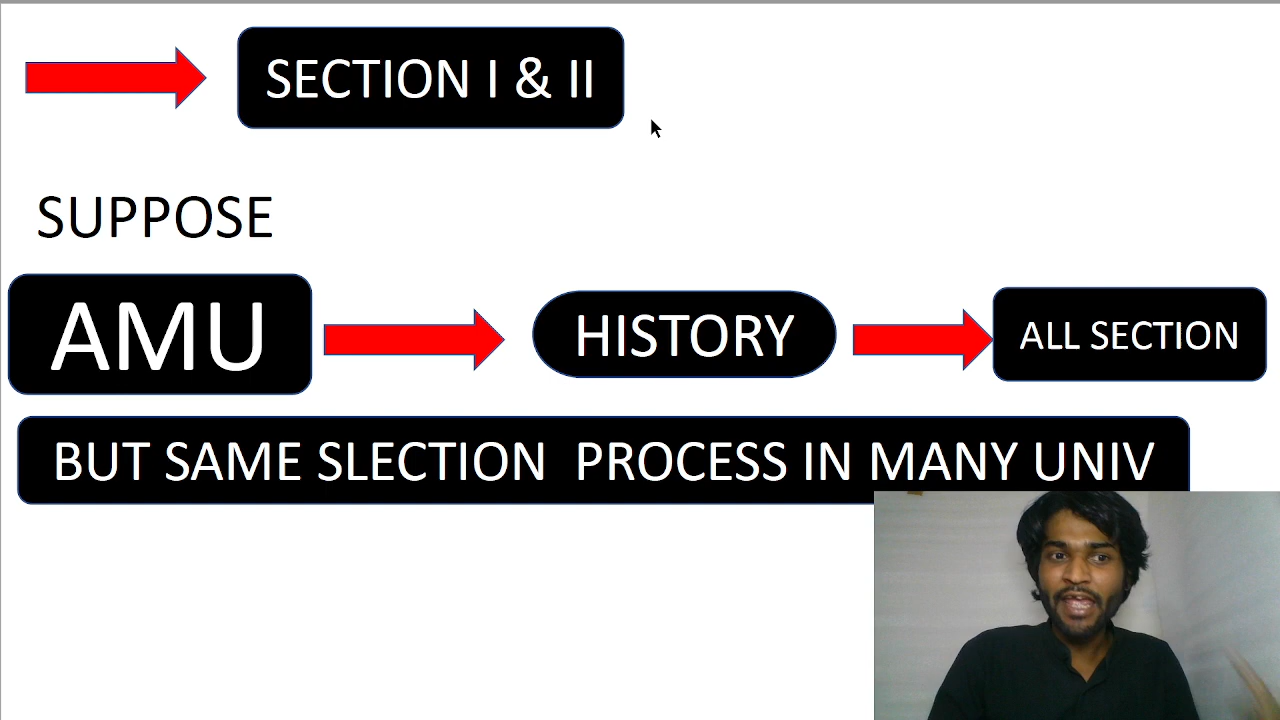 SECTION I & II
SUPPOSE
AMU
HISTORY
ALL SECTION
BUT SAME SLECTION PROCESS IN MANY UNIV